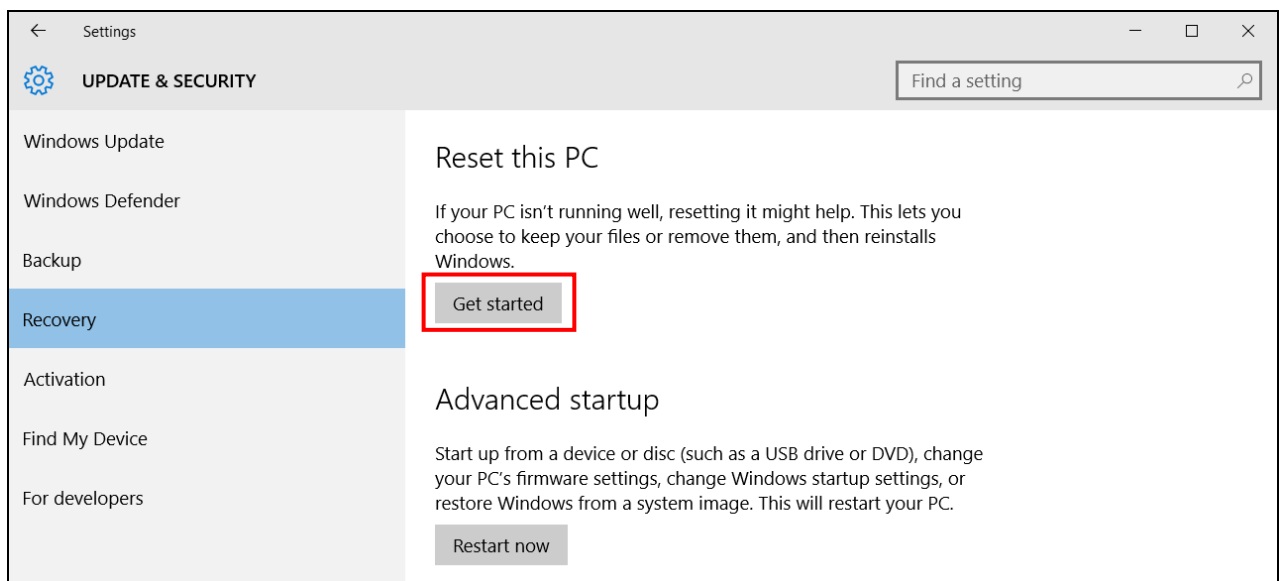 Settings
UPDATE & SECURITY
Find a setting
Windows Update
Windows Defender
Backup
Recovery
Activation
Find My Device
For developers
Reset this PC
If your PC isn’t running well, resetting it might help. This lets you
choose to keep your files or remove them, and then reinstalls
Windows.
Get started
Advanced startup
Start up from a device or disc (such as a USB drive or DVD), change
your PC’s firmware settings, change Windows startup settings, or
restore Windows from a system image. This will restart your PC.
Restart now